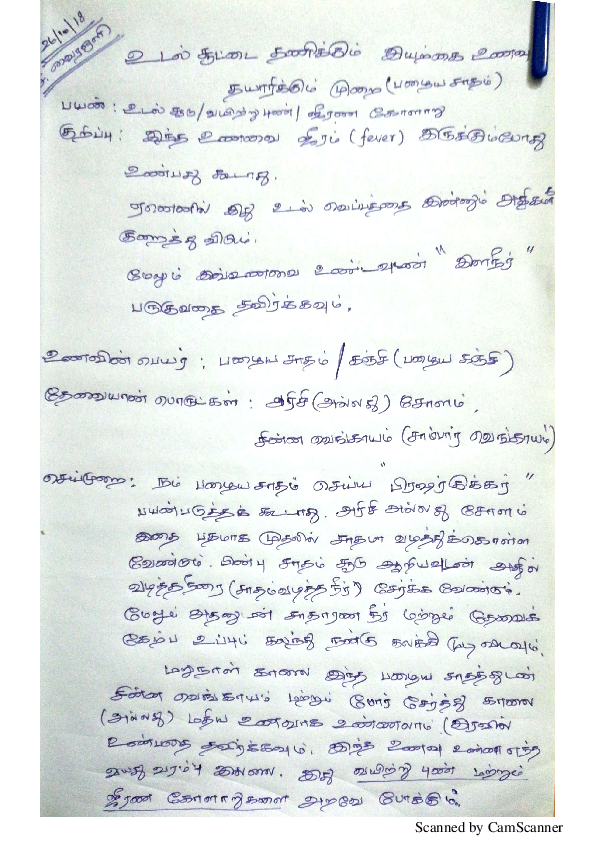 26/10/18
உடல் சூட்டை தணிக்கும் இயற்கை உணவு
தயாரிக்கும் முறை (பழைய சாதம்)
பயன் : உடல் சூடு / வயிற்று புண் / ஜீரண கோளாறு
குறிப்பு : இந்த உணவை ஜீரம் (fever) இருக்கும்போது
உண்பது கூடாது.
ஏனெனில் இது உடல் வெப்பத்தை இன்னும் அதிகமா
குறைத்து விடும்.
மேலும் இவ்உணவை உண்டவுடன் " இளநீர் "
பருகுவதை தவிர்க்கவும்.
உணவின் பெயர் : பழைய சாதம் / கஞ்சி (பழைய கஞ்சி)
தேவையான் பொருட்கள் : அரிசி (அல்லது) சோளம்,
சின்ன வெங்காயம் (சாம்பார் வெங்காயம்)
செய்முறை : நம் பழைய சாதம் செய்ய " பிரஷர்குக்கர் "
பயன்படுத்தக் கூடாது. அரிசி அல்லது சோளம்
இதை பதமாக முதலில் சாதமா வடித்துக்கொள்ள
வேண்டும். பின்பு சாதம் சூடு ஆறியவுடன் அதில்
வடித்தநீரை (சாதம்வடித்த நீர்) சேர்க்க வேண்டும்.
மேலும் அதனுடன் சாதாரண நீர் மற்றும் தேவைக்
கேற்ப உப்பும் கலந்து நன்கு கலக்கி மூடி விடவும்.
மறுநாள் காலை இந்த பழைய சாதத்துடன்
சின்ன வெங்காயம் மற்றும் மோர் சேர்த்து காலை
(அல்லது) மதிய உணவாக உண்ணலாம் (இரவில்
உண்பதை தவிர்க்கவும். இந்த உணவு உண்ண எந்த
வயது வரம்பு இல்லை. இது வயிற்று புண் மற்றும்
ஜீரண கோளாறுகளை அறவே போக்கும்.
Scanned by CamScanner